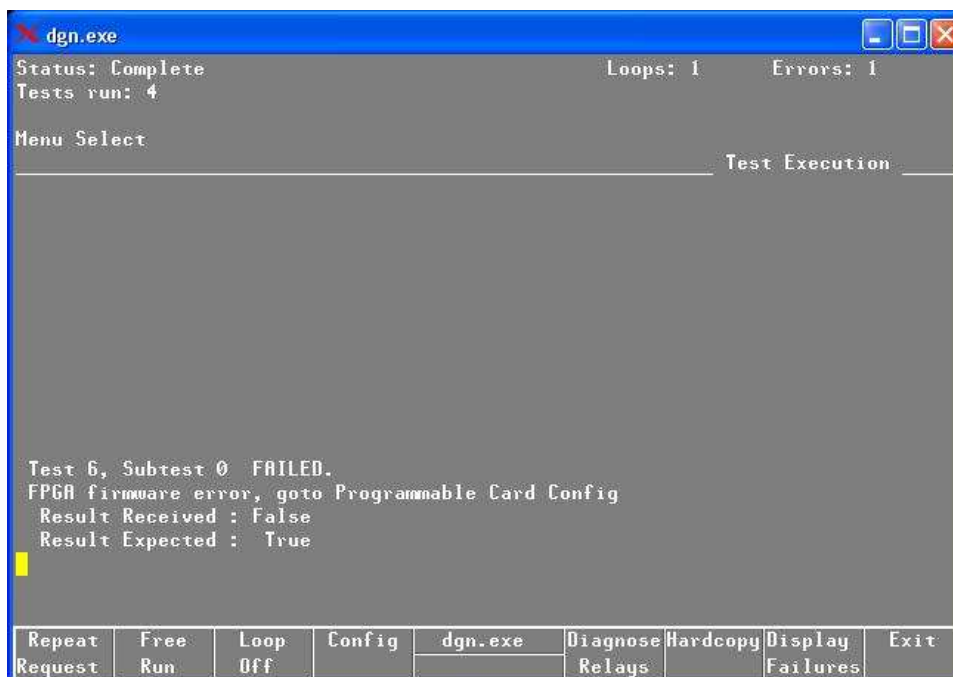 dgn.exe
Status: Complete Loops: 1 Errors: 1
Tests run: 4
Menu Select
Test Execution
Test 6, Subtest 0 FAILED.
FPGA firmware error, goto Programmable Card Config
Result Received : False
Result Expected : True
Repeat Free Loop Config dgn.exe Diagnose Hardcopy Display Exit
Request Run Off Relays Failures